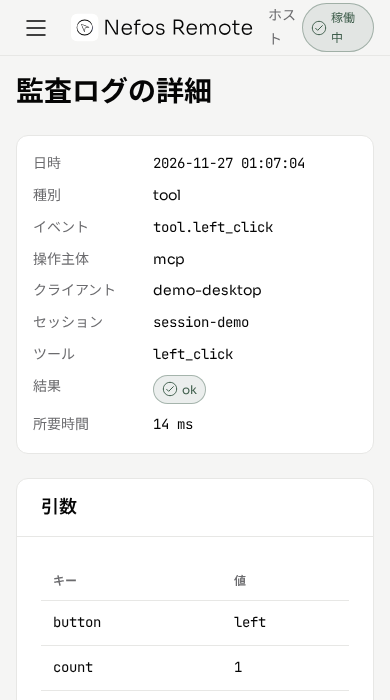 Nefos Remote
ホス
ト
稼働
中
監査ログの詳細
日時 2026-11-27 01:07:04
種別 tool
イベント tool.left_click
操作主体 mcp
クライアント demo-desktop
セッション session-demo
ツール left_click
結果 ok
所要時間 14 ms
引数
キー 値
button left
count 1